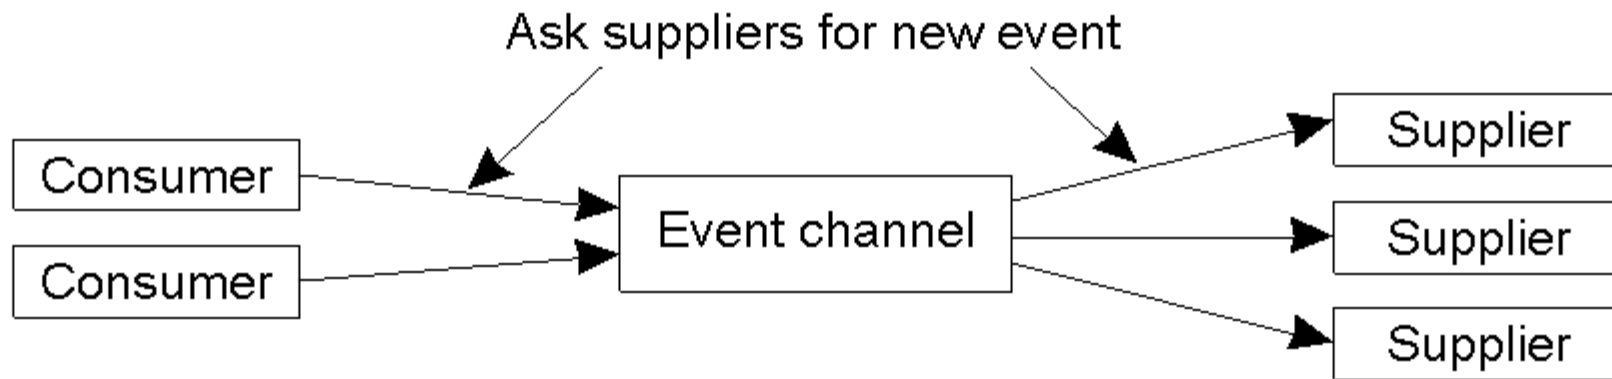 Ask suppliers for new event
Consumer
Consumer
Event channel
Supplier
Supplier
Supplier